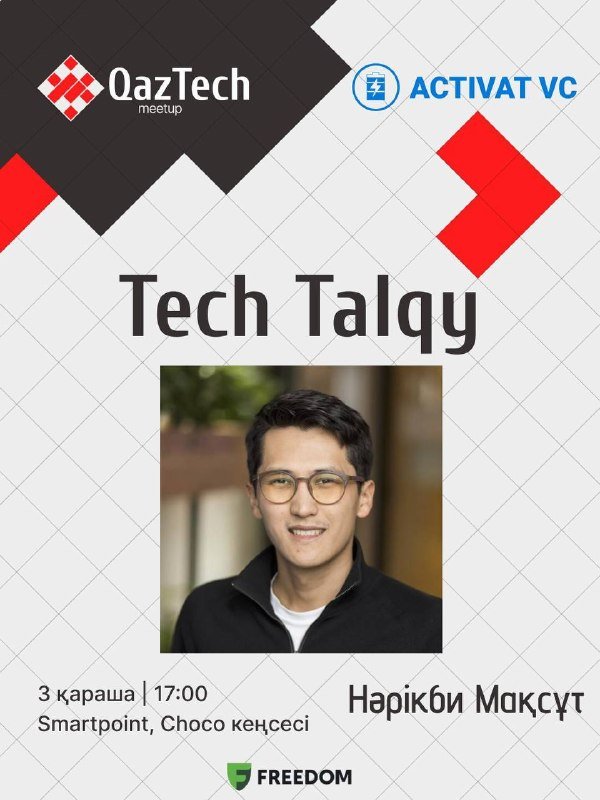 QazTech
meetup
ACTIVAT VC
Tech Talqy
3 қараша | 17:00
Smartpoint, Choco кеңсесі
Нәрікби Мақсұт
FREEDOM